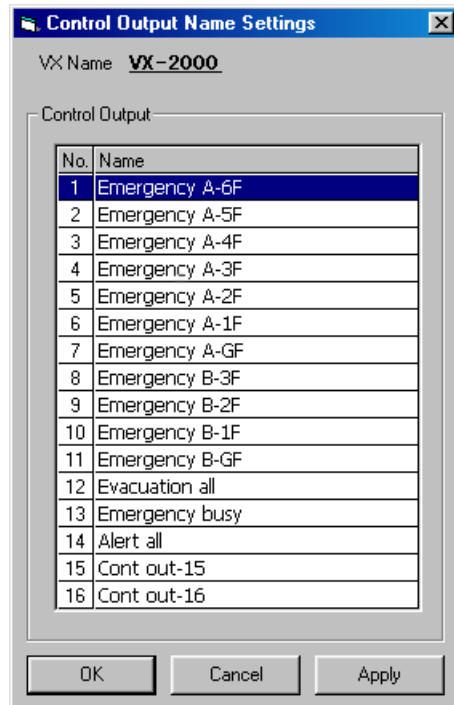 Control Output Name Settings
VX Name VX-2000
Control Output
No. Name
1 Emergency A-6F
2 Emergency A-5F
3 Emergency A-4F
4 Emergency A-3F
5 Emergency A-2F
6 Emergency A-1F
7 Emergency A-GF
8 Emergency B-3F
9 Emergency B-2F
10 Emergency B-1F
11 Emergency B-GF
12 Evacuation all
13 Emergency busy
14 Alert all
15 Cont out-15
16 Cont out-16
OK Cancel Apply